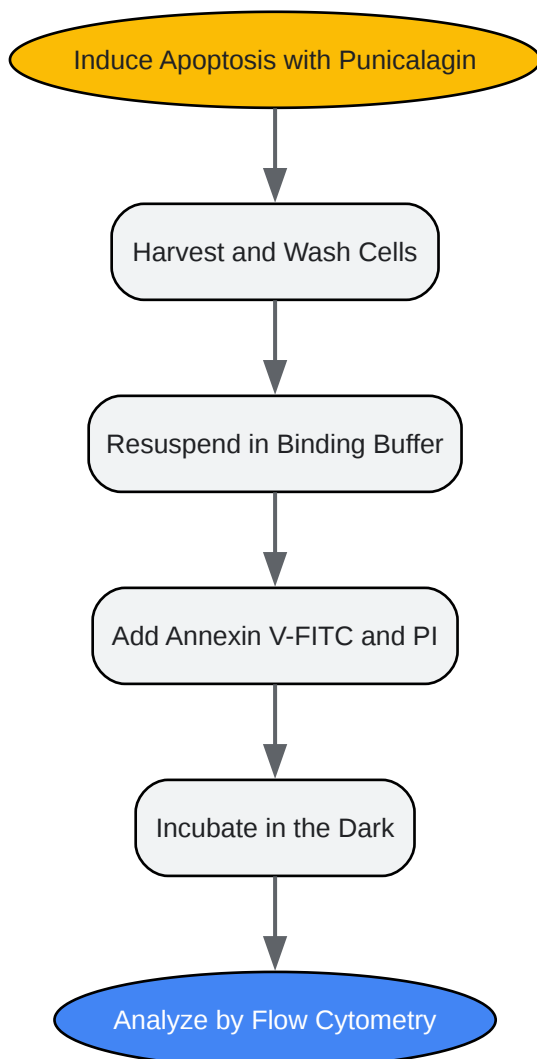 Induce Apoptosis with Punicalagin
Harvest and Wash Cells
Resuspend in Binding Buffer
Add Annexin V-FITC and PI
Incubate in the Dark
Analyze by Flow Cytometry